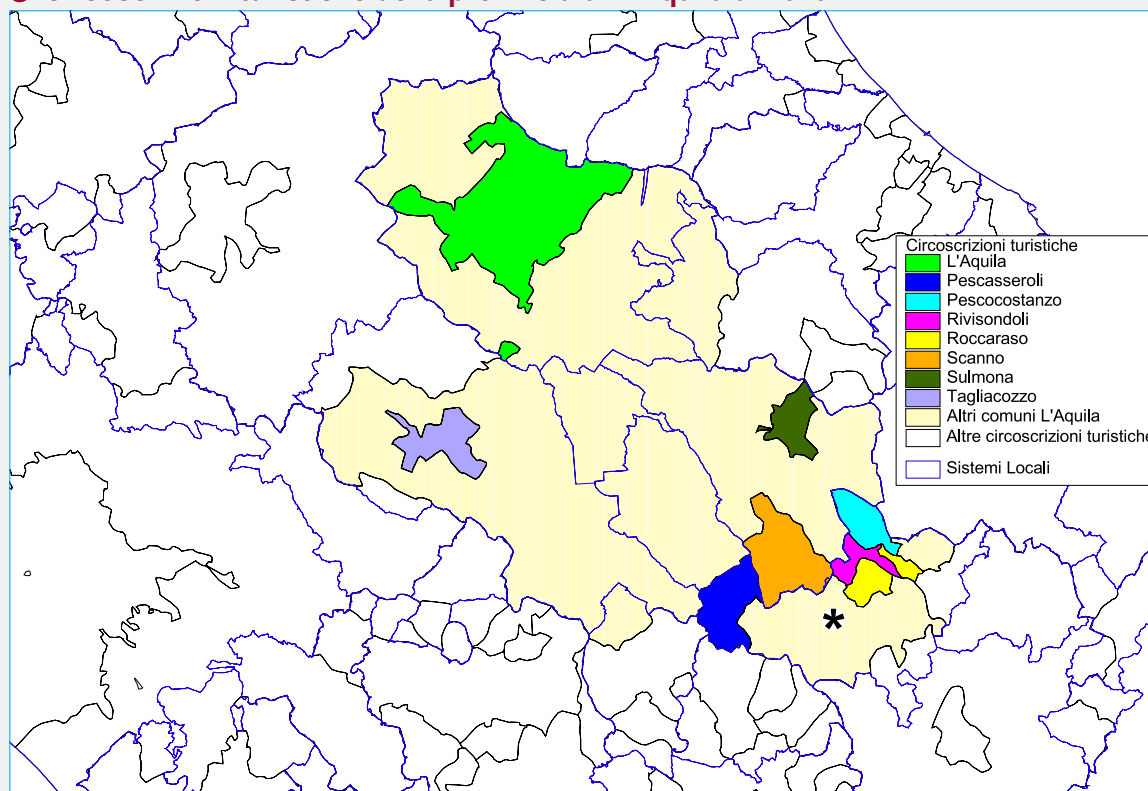 Circoscrizioni turistiche
L'Aquila
Pescasseroli
Pescocostanzo
Rivisondoli
Roccaraso
Scanno
Sulmona
Tagliacozzo
Altri comuni L'Aquila
Altre circoscrizioni turistiche
Sistemi Locali
*